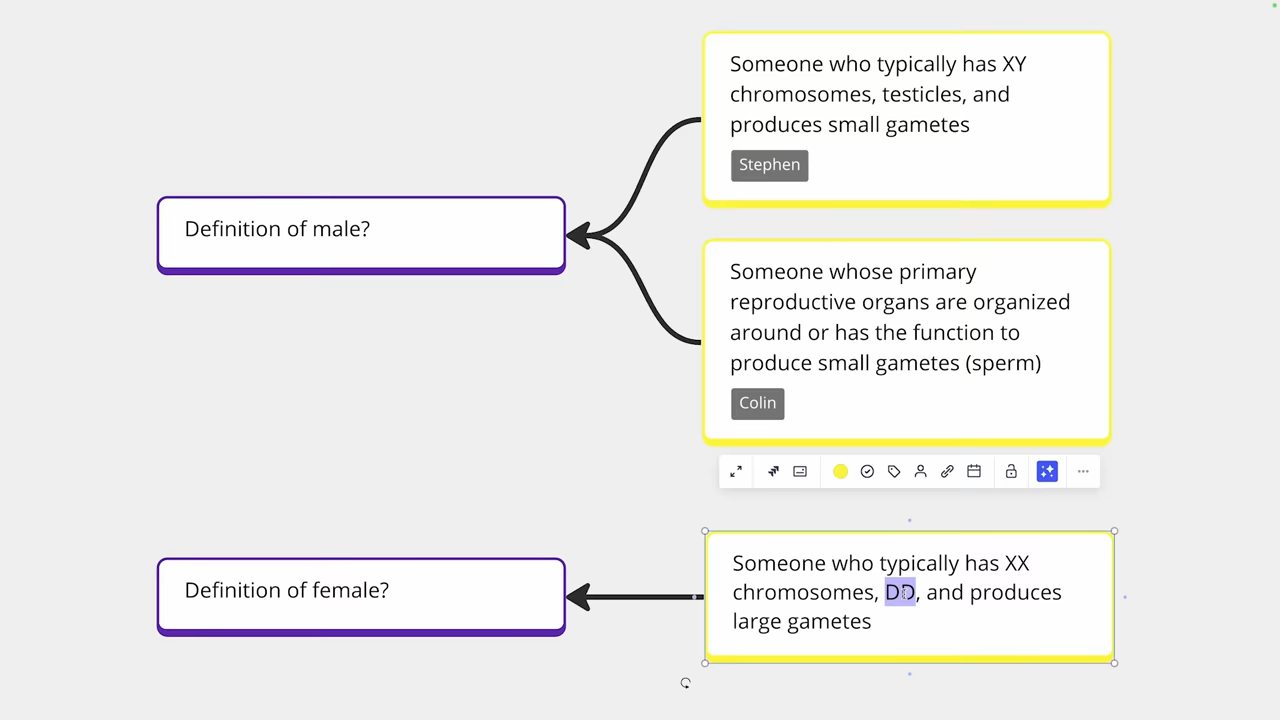 Someone who typically has XY
chromosomes, testicles, and
produces small gametes
Stephen
Definition of male?
Someone whose primary
reproductive organs are organized
around or has the function to
produce small gametes (sperm)
Colin
Definition of female?
Someone who typically has XX
chromosomes, DD, and produces
large gametes